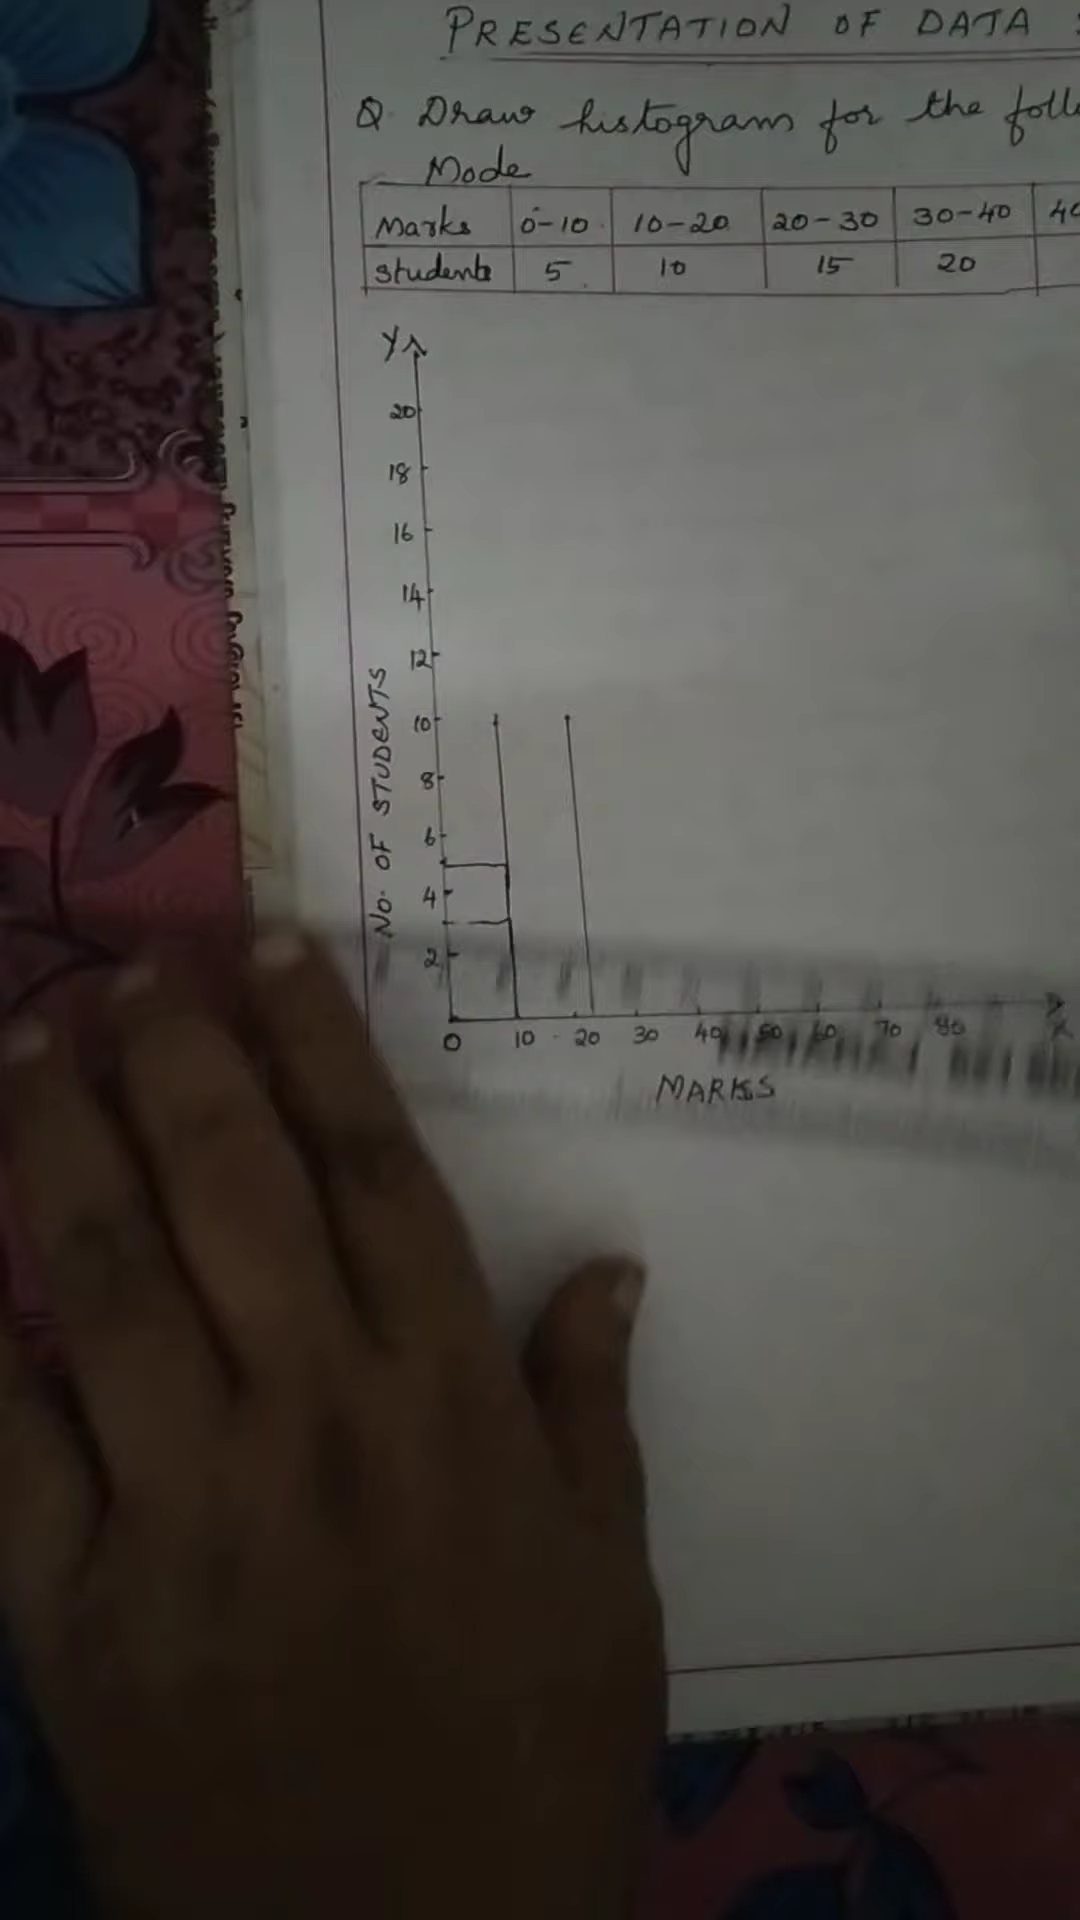 PRESENTATION OF DATA
Q. Draw histogram for the
Mode
Marks 0-10 10-20 20-30 30-40
Students 5 10 15 20
Y
20
18
16
14
12
10
8
6
4
2
NO. OF STUDENTS
0 10 20 30 40 50 60 70 80
X
MARKS